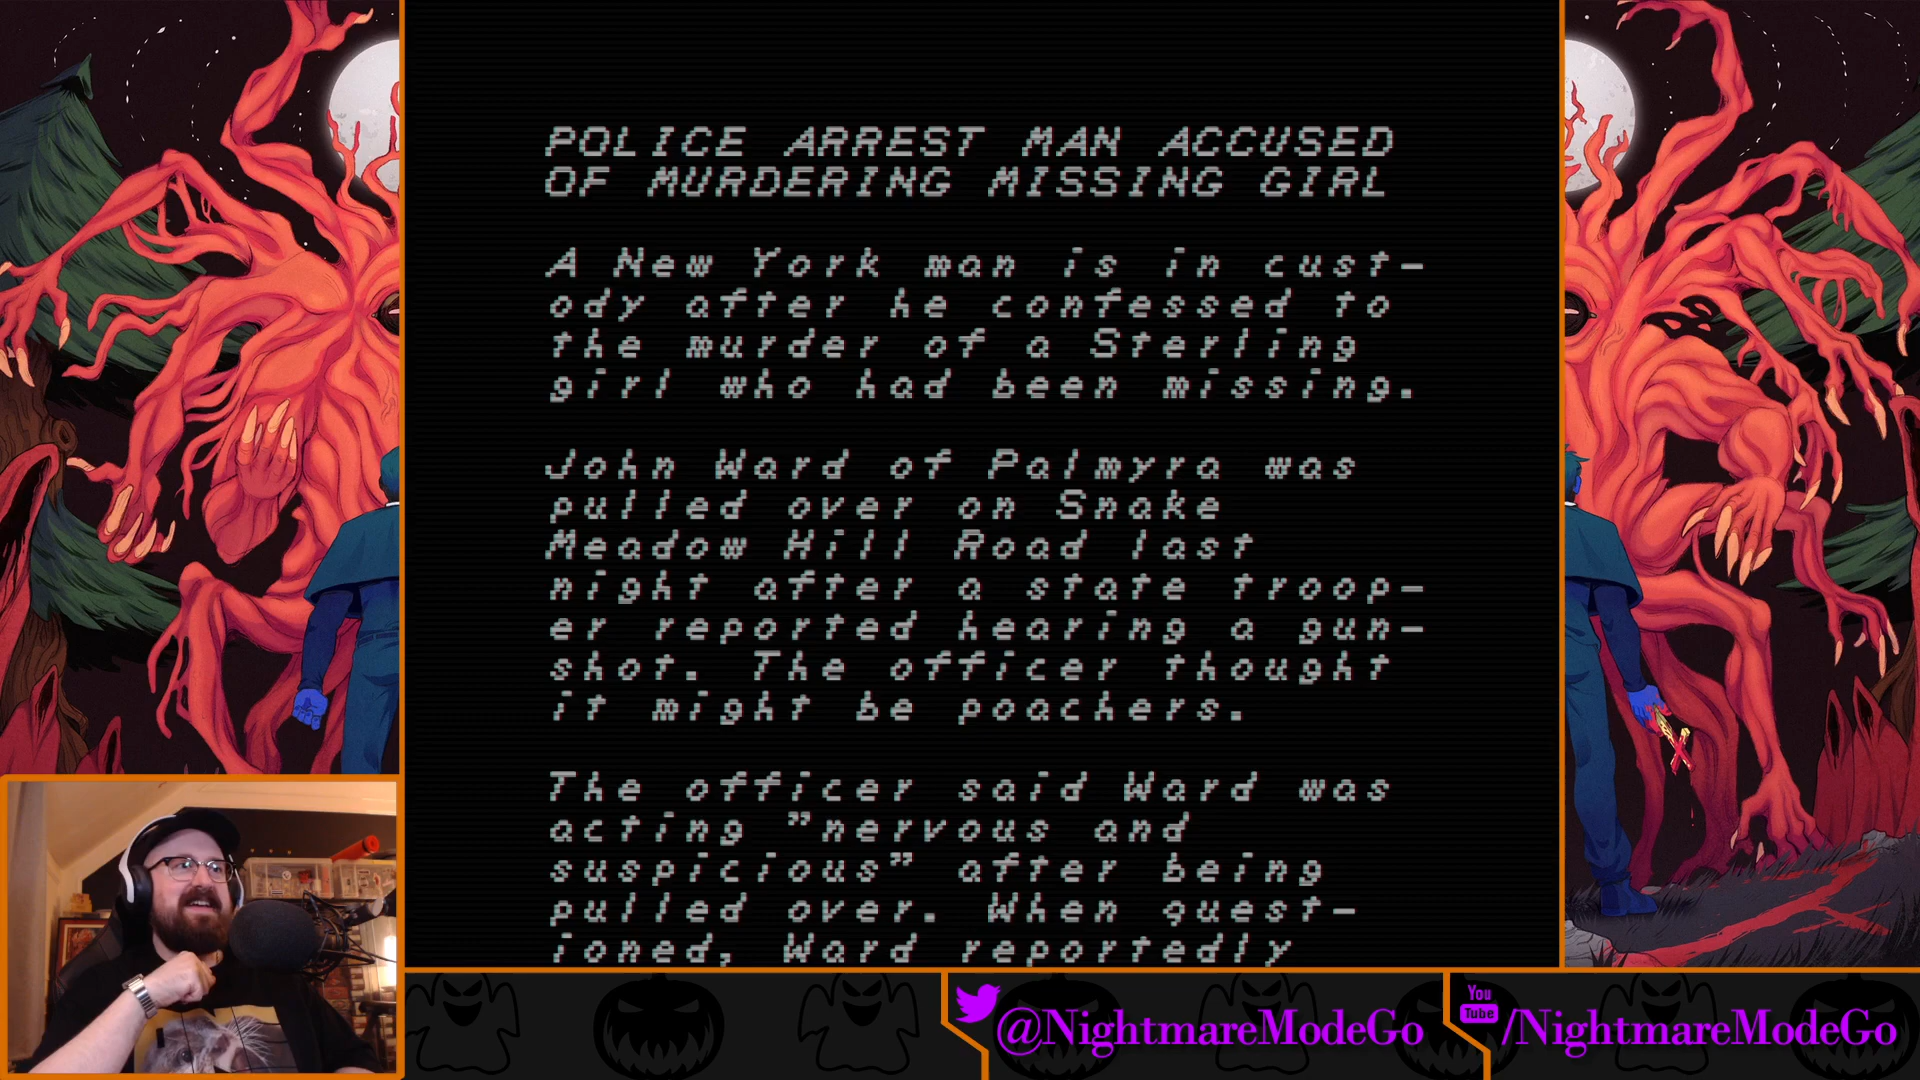 POLICE ARREST MAN ACCUSED
OF MURDERING MISSING GIRL
A New York man is in cust-
ody after he confessed to
the murder of a Sterling
girl who had been missing.
John Ward of Palmyra was
pulled over on Snake
Meadow Hill Road last
night after a state troop-
er reported hearing a gun-
shot. The officer thought
it might be poachers.
The officer said Ward was
acting "nervous and
suspicious" after being
pulled over. When quest-
ioned, Ward reportedly
@NightmareModeGo
You
Tube
/NightmareModeGo